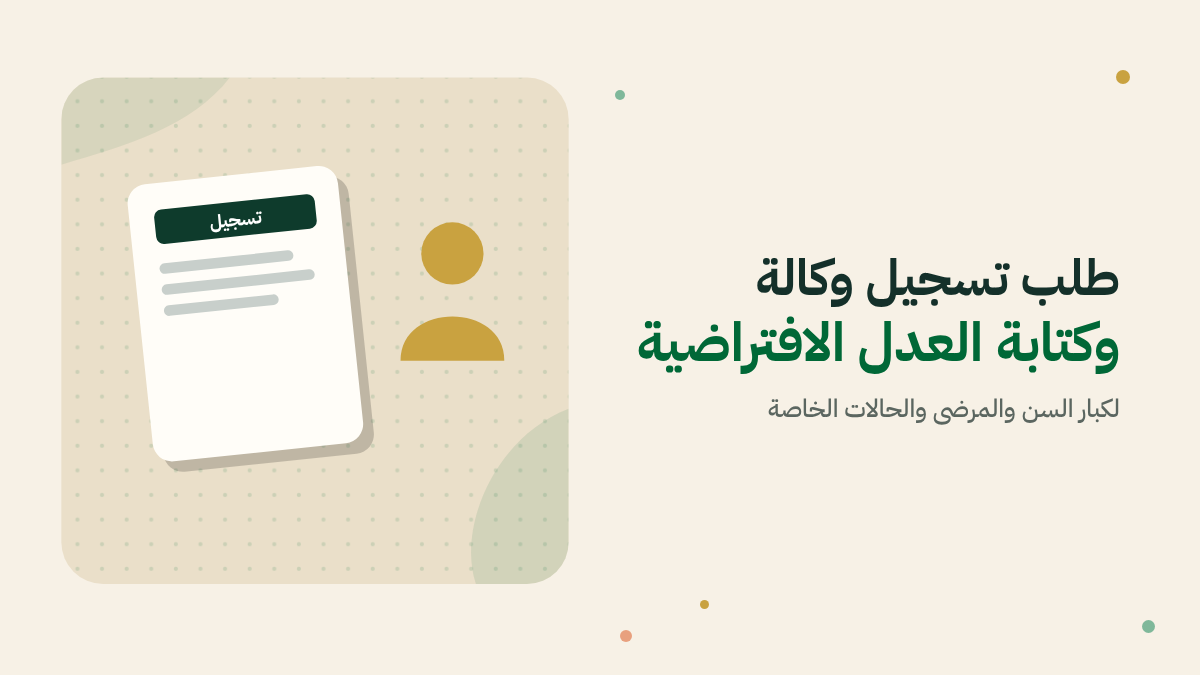 طلب تسجيل وكالة
وكتابة العدل الافتراضية
لكبار السن والمرضى والحالات الخاصة
تسجيل